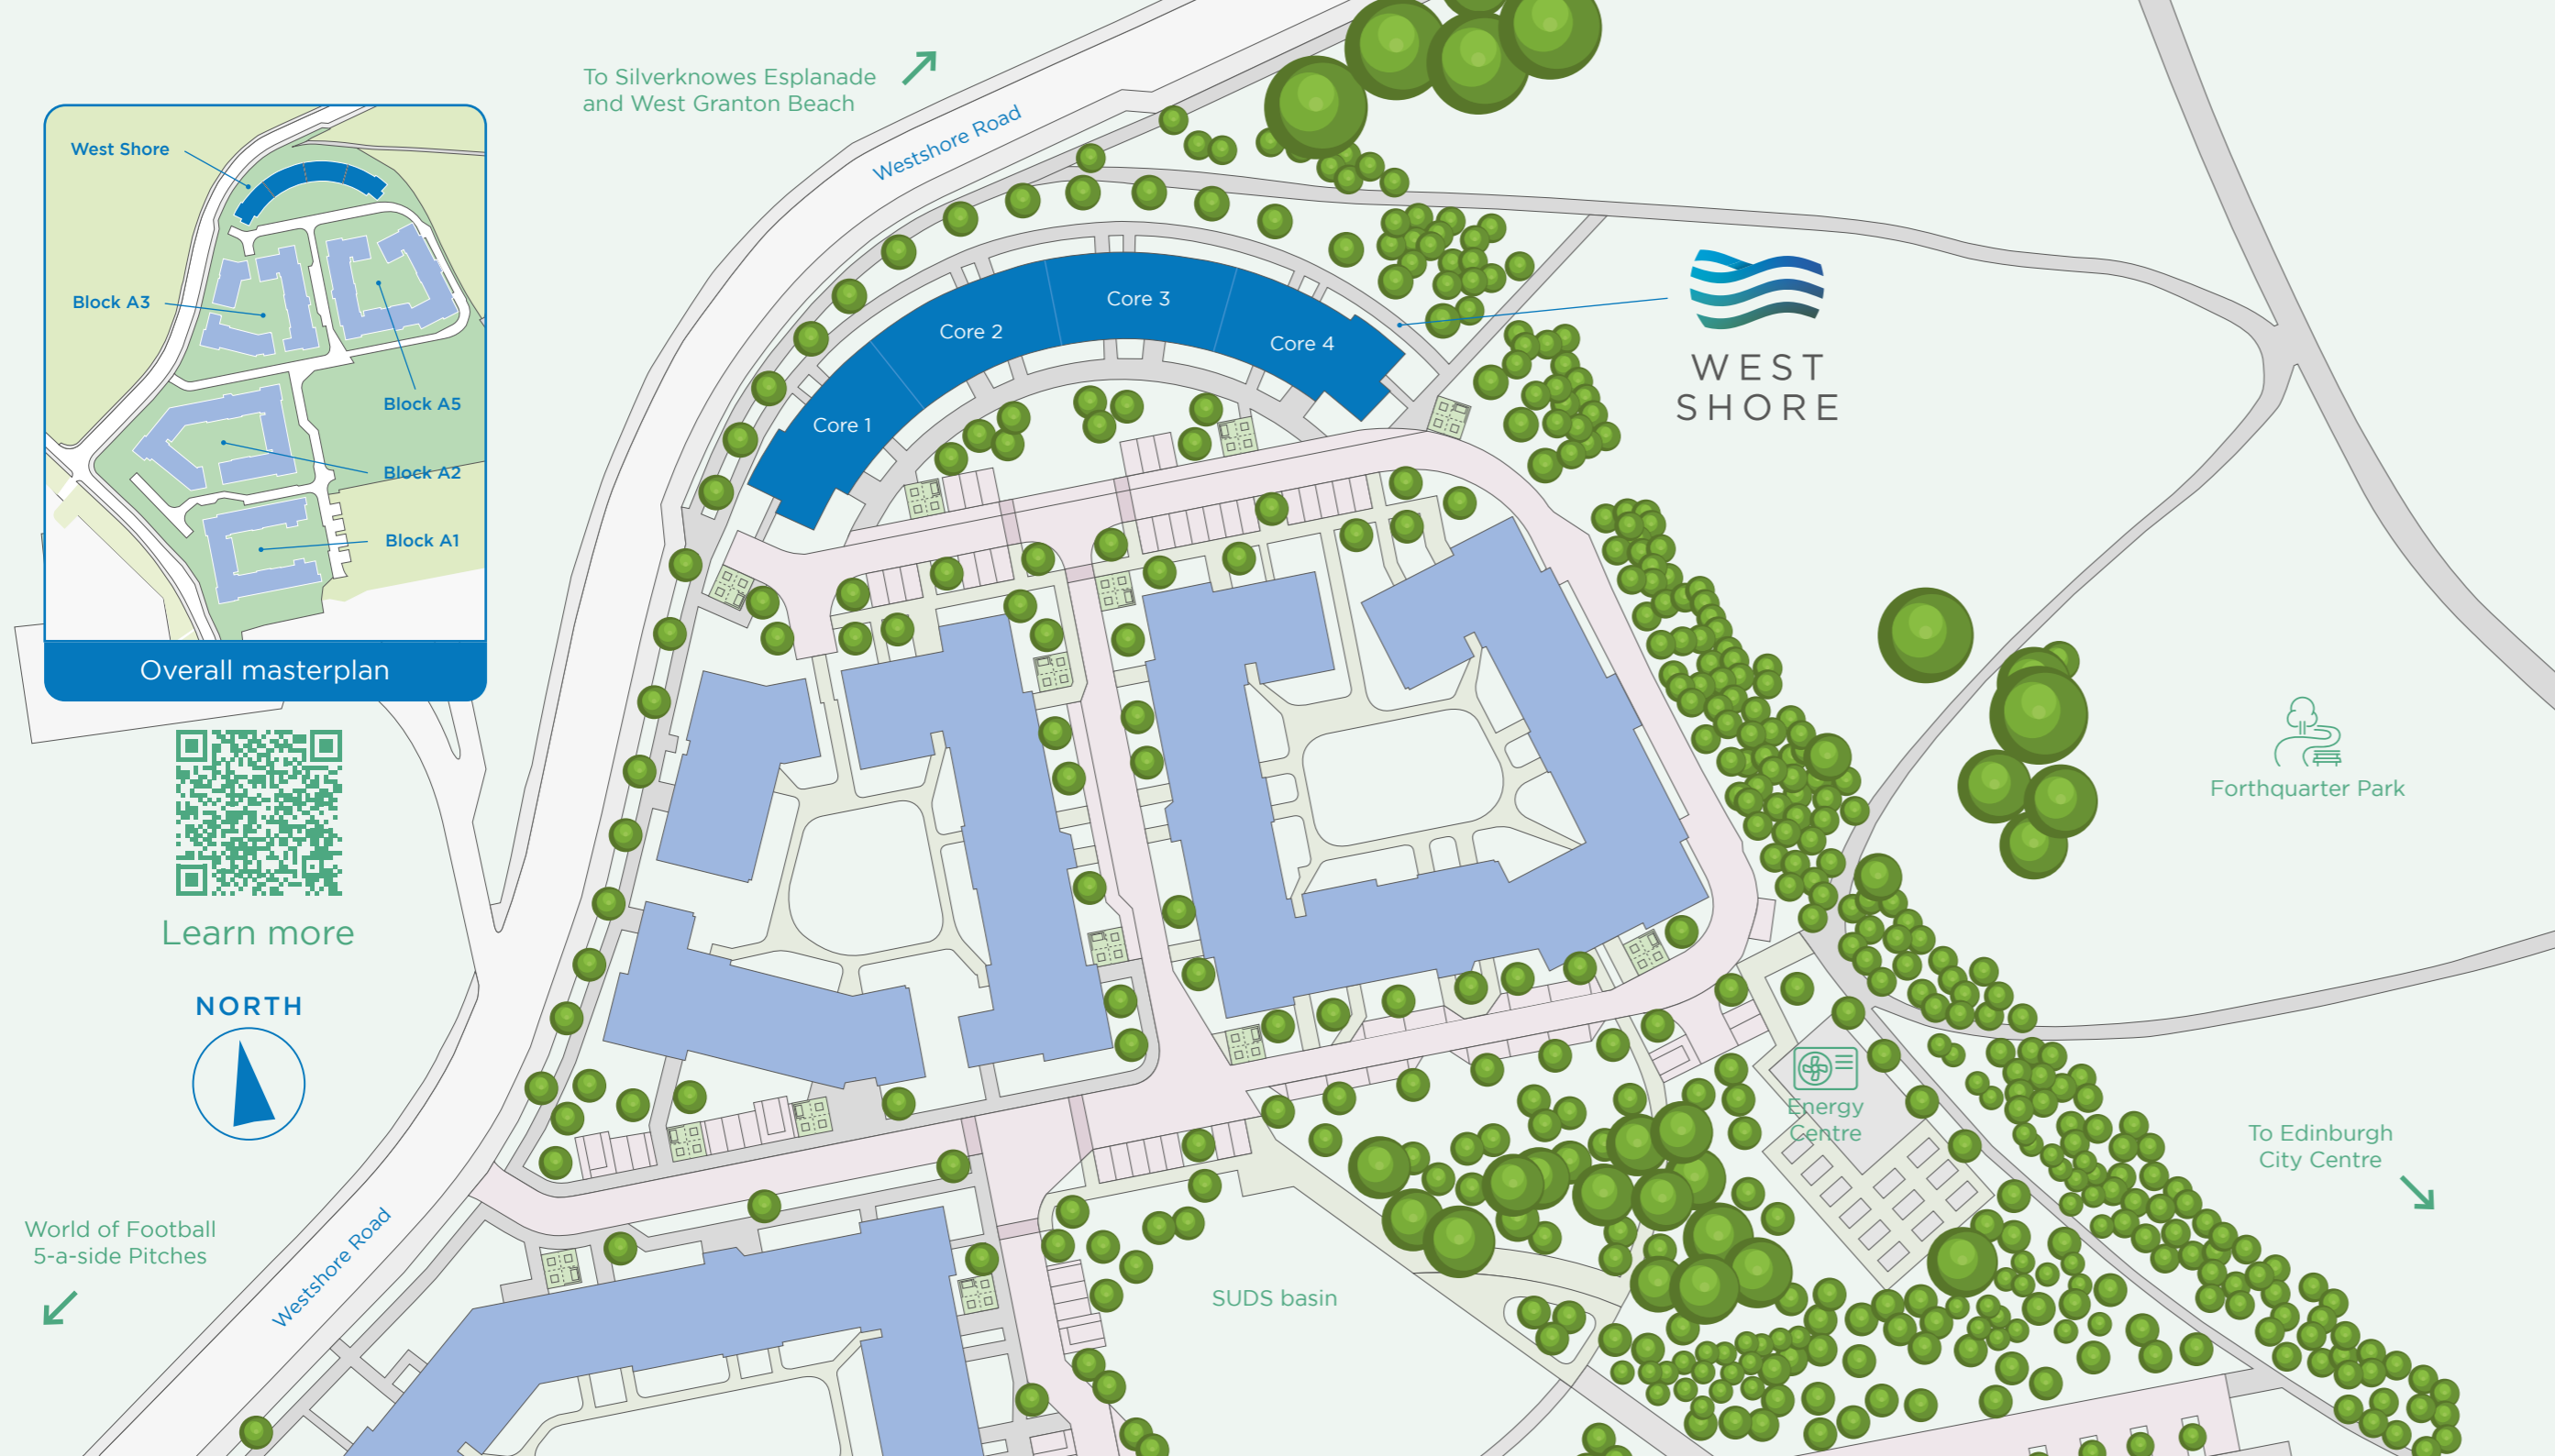 To Silverknowes Esplanade
and West Granton Beach
Westshore Road
West Shore
Block A3
Block A5
Block A2
Block A1
Overall masterplan
Core 1
Core 2
Core 3
Core 4
WEST
SHORE
Learn more
NORTH
Forthquarter Park
Energy
Centre
To Edinburgh
City Centre
World of Football
5-a-side Pitches
Westshore Road
SUDS basin